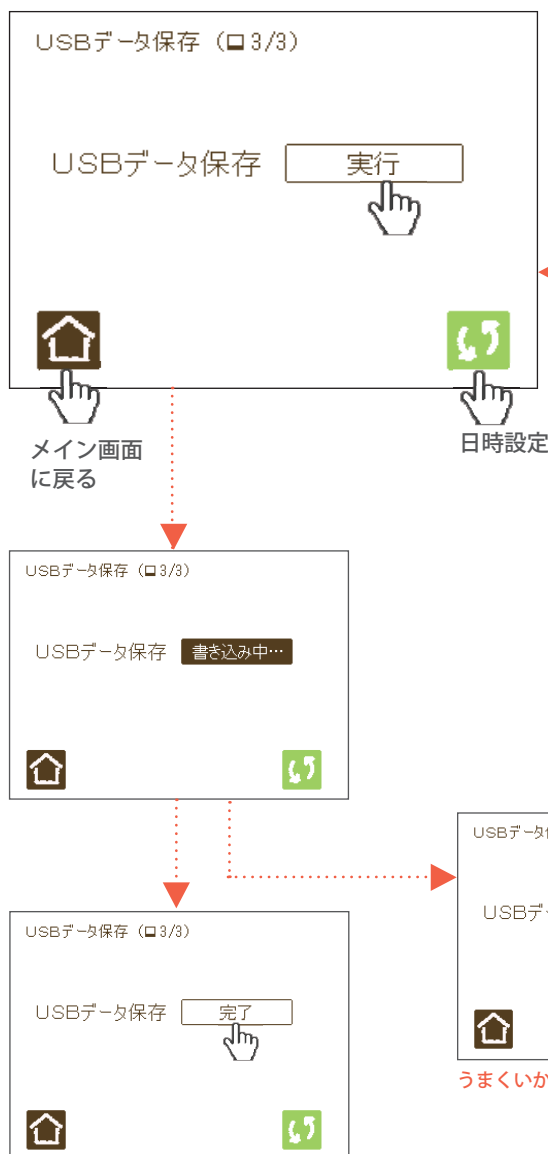 USBデータ保存 (3/3)
USBデータ保存 実行
メイン画面
に戻る
日時設定
USBデータ保存 (3/3)
USBデータ保存 書き込み中…
USBデータ保存 (3/3)
USBデータ保存 完了
USBデータ
USBデ
うまくいか